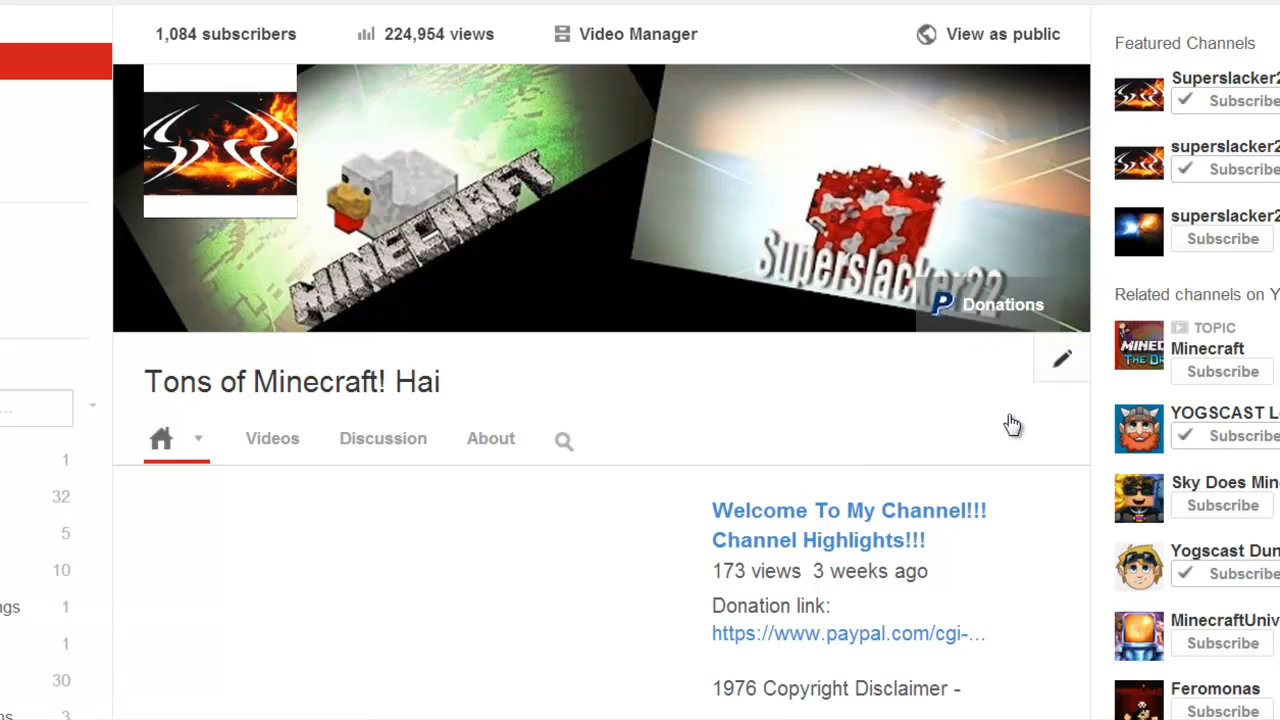 1,084 subscribers
224,954 views
Video Manager
View as public
MINECRAFT
Superslacker22
Donations
Tons of Minecraft! Hai
Videos
Discussion
About
...
1
32
5
10
ngs
1
1
30
ns
3
Welcome To My Channel!!!
Channel Highlights!!!
173 views 3 weeks ago
Donation link:
https://www.paypal.com/cgi-...
1976 Copyright Disclaimer -
Featured Channels
Superslacker2
Subscribe
superslacker2
Subscribe
superslacker2
Subscribe
Related channels on Y
TOPIC
Minecraft
Subscribe
YOGSCAST L
Subscribe
Sky Does Min
Subscribe
Yogscast Dun
Subscribe
MinecraftUniv
Subscribe
Feromonas
Subscribe